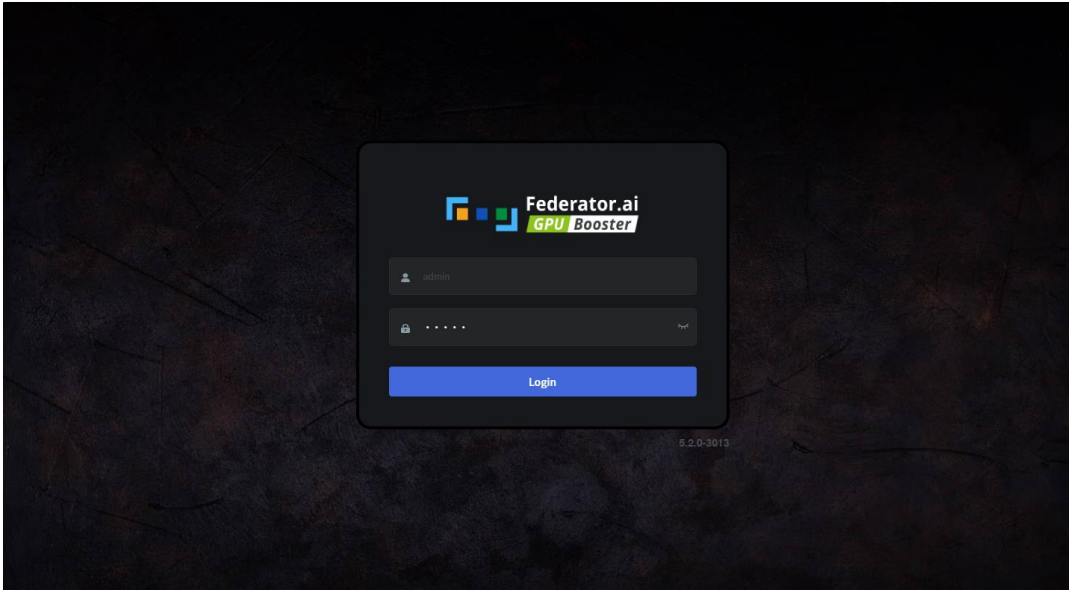 Federator.ai
GPU Booster
admin
•••••
Login
5.2.0-3013